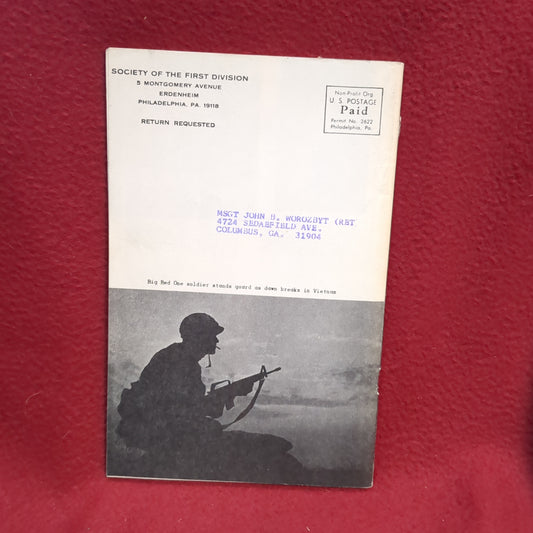 SOCIETY OF THE FIRST DIVISION
5 MONTGOMERY AVENUE
ERDENHEIM
PHILADELPHIA, PA. 19118
RETURN REQUESTED
Non-Profit Org
U S POSTAGE
Paid
Permit No. 2622
Philadelphia, Pa.
MSGT JOHN B. WOROZBYT (RET
4724 SEDAEFIELD AVE.
COLUMBUS, GA. 31904
Big Red One soldier stands guard as dawn breaks in Vietnam